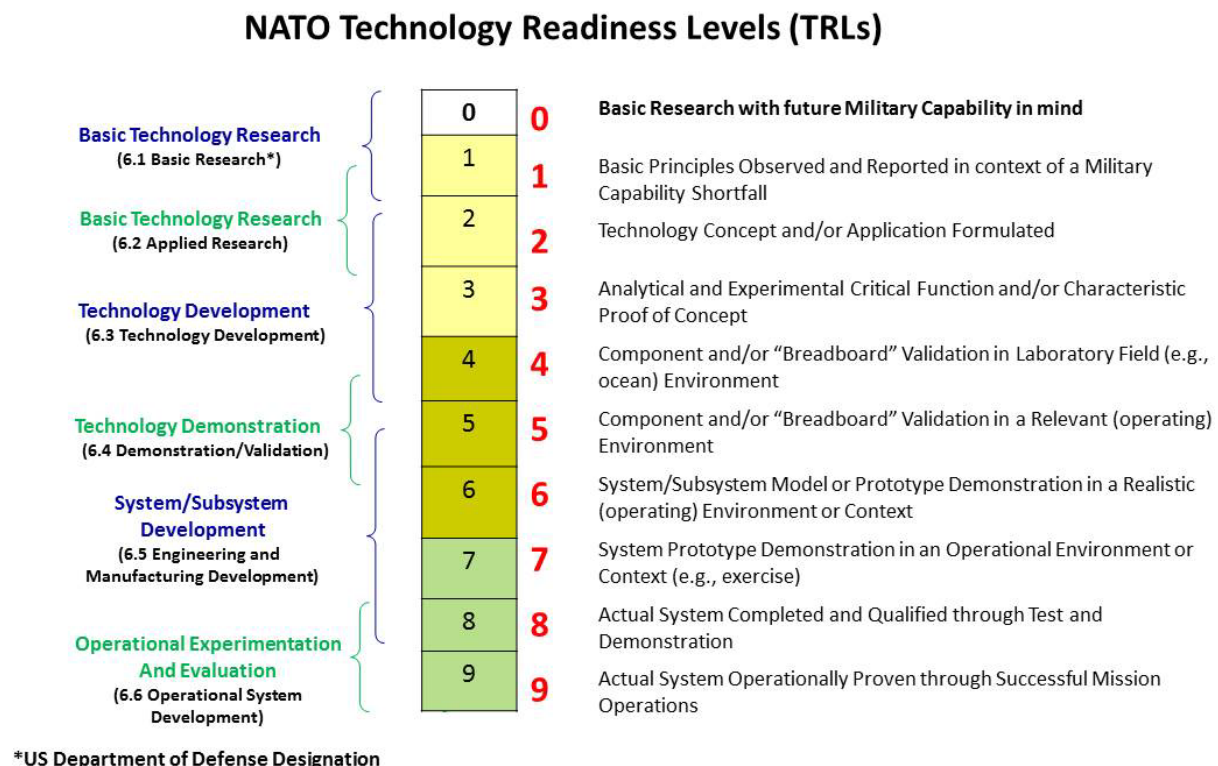 NATO Technology Readiness Levels (TRLs)
Basic Technology Research
(6.1 Basic Research*)
Basic Technology Research
(6.2 Applied Research)
Technology Development
(6.3 Technology Development)
Technology Demonstration
(6.4 Demonstration/Validation)
System/Subsystem
Development
(6.5 Engineering and
Manufacturing Development)
Operational Experimentation
And Evaluation
(6.6 Operational System
Development)
0 0 Basic Research with future Military Capability in mind
1 1 Basic Principles Observed and Reported in context of a Military
Capability Shortfall
2 2 Technology Concept and/or Application Formulated
3 3 Analytical and Experimental Critical Function and/or Characteristic
Proof of Concept
4 4 Component and/or “Breadboard” Validation in Laboratory Field (e.g.,
ocean) Environment
5 5 Component and/or “Breadboard” Validation in a Relevant (operating)
Environment
6 6 System/Subsystem Model or Prototype Demonstration in a Realistic
(operating) Environment or Context
7 7 System Prototype Demonstration in an Operational Environment or
Context (e.g., exercise)
8 8 Actual System Completed and Qualified through Test and
Demonstration
9 9 Actual System Operationally Proven through Successful Mission
Operations
*US Department of Defense Designation